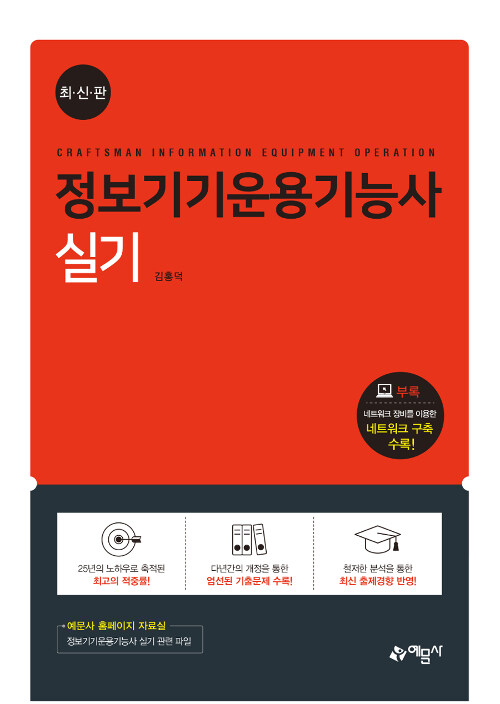 최·신·판
CRAFTSMAN INFORMATION EQUIPMENT OPERATION
정보기기운용기능사
실기
김홍덕
부록
네트워크 장비를 이용한
네트워크 구축
수록!
25년의 노하우로 축적된
최고의 적중률!
다년간의 개정을 통한
엄선된 기출문제 수록!
철저한 분석을 통한
최신 출제경향 반영!
예문사 홈페이지 자료실
정보기기운용기능사 실기 관련 파일
예문사